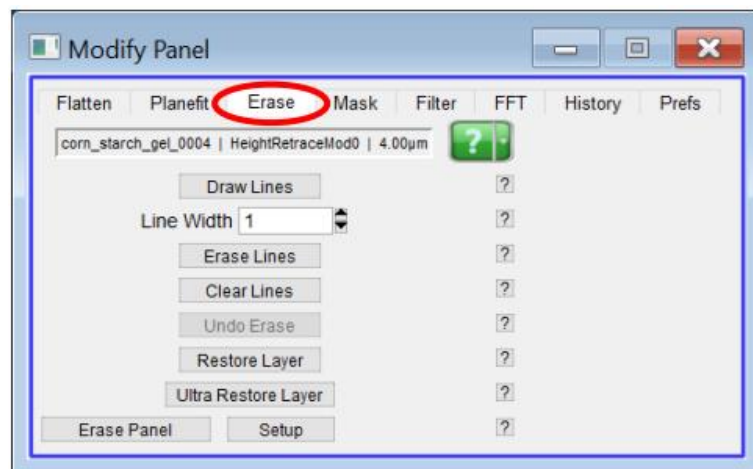 Modify Panel
Flatten Planefit Erase Mask Filter FFT History Prefs
corn_starch_gel_0004 | HeightRetraceMod0 | 4.00µm ?
Draw Lines ?
Line Width 1 ?
Erase Lines ?
Clear Lines ?
Undo Erase ?
Restore Layer ?
Ultra Restore Layer ?
Erase Panel Setup ?